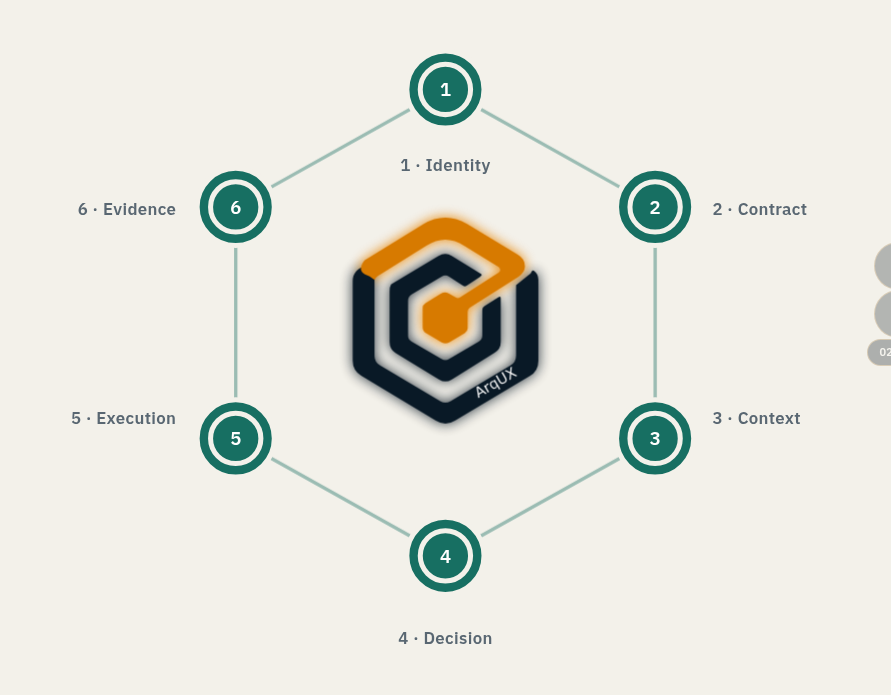 1
1 · Identity
6
6 · Evidence
2
2 · Contract
ArqUX
02
5 · Execution
5
3
3 · Context
4
4 · Decision